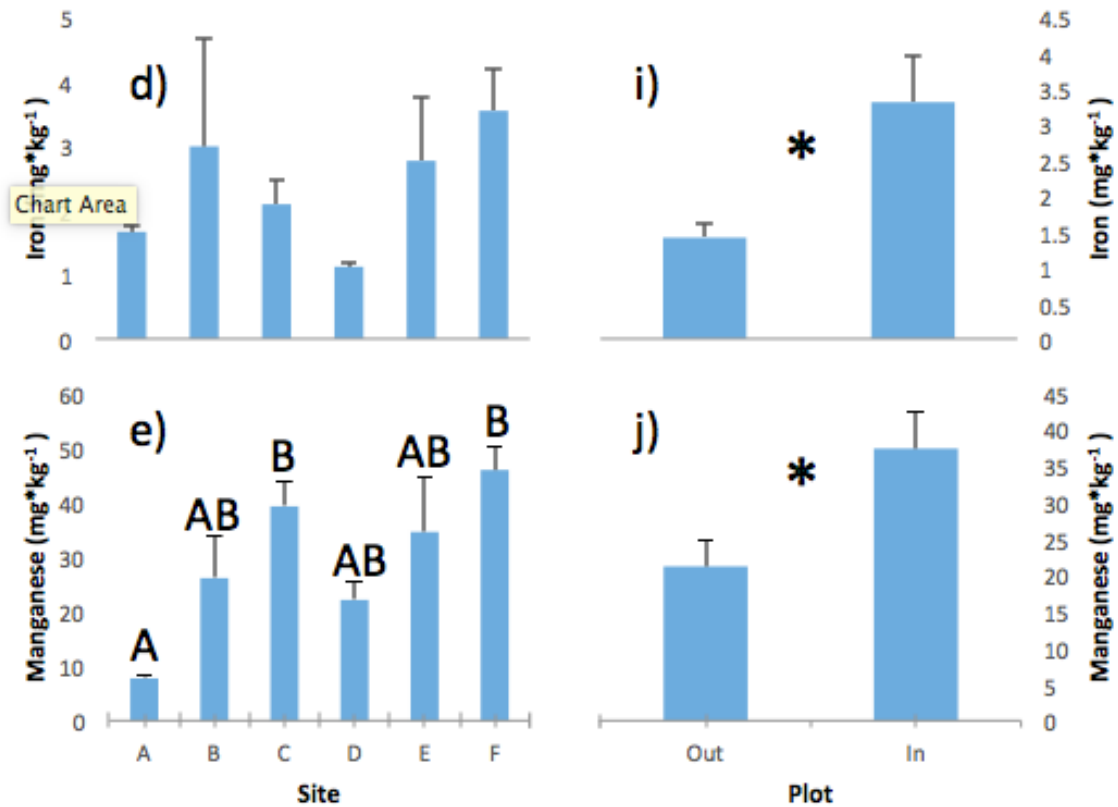 5
4
3
2
1
0
Iron (mg*kg-1 )
Chart Area
d)
i)
*
4.5
4
3.5
3
2.5
2
1.5
1
0.5
0
Iron (mg*kg-1 )
60
50
40
30
20
10
0
Manganese (mg*kg-1 )
e)
A
AB
B
AB
AB
B
A B C D E F
Site
j)
*
45
40
35
30
25
20
15
10
5
0
Manganese (mg*kg-1 )
Out In
Plot